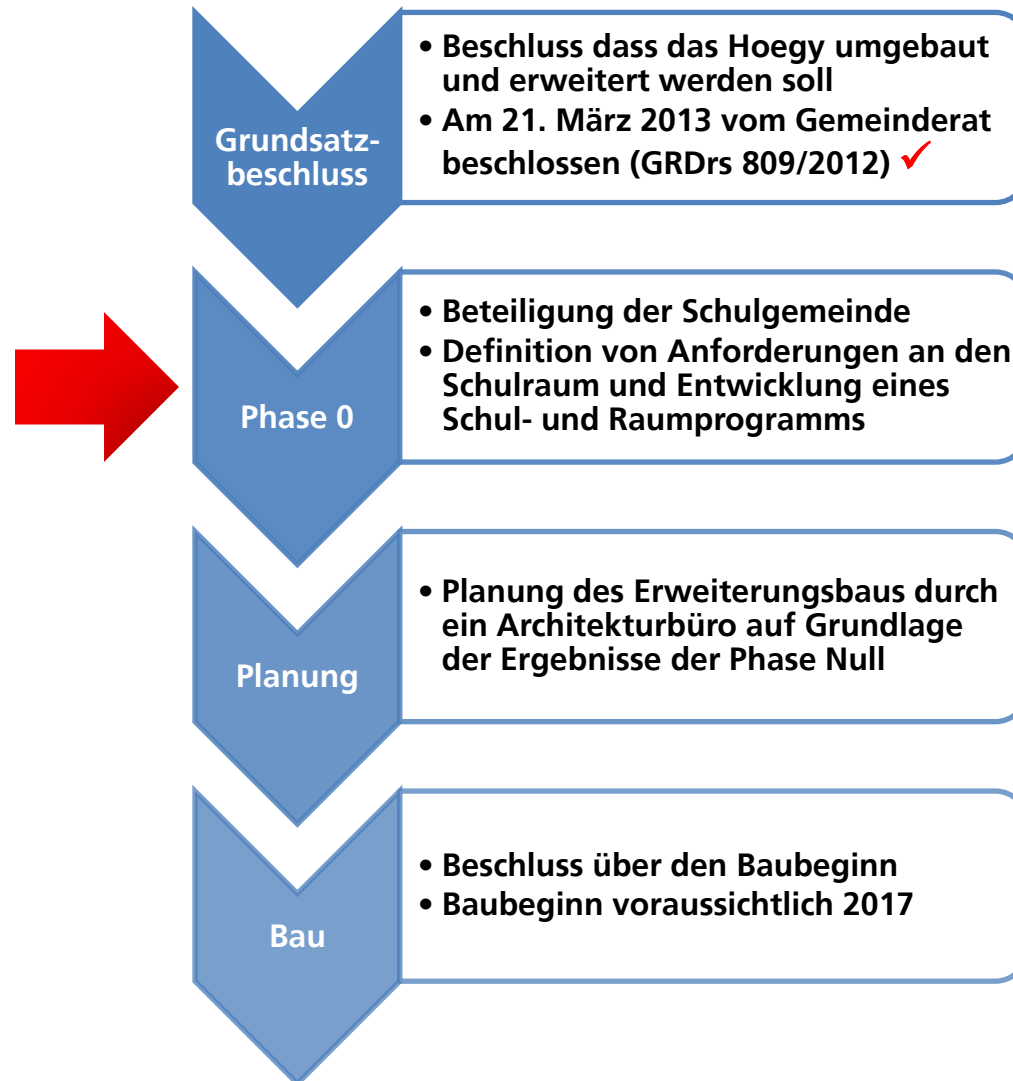 Grundsatz-
beschluss
• Beschluss dass das Hoegy umgebaut
und erweitert werden soll
• Am 21. März 2013 vom Gemeinderat
beschlossen (GRDrs 809/2012) ✓
Phase 0
• Beteiligung der Schulgemeinde
• Definition von Anforderungen an den
Schulraum und Entwicklung eines
Schul- und Raumprogramms
Planung
• Planung des Erweiterungsbaus durch
ein Architekturbüro auf Grundlage
der Ergebnisse der Phase Null
Bau
• Beschluss über den Baubeginn
• Baubeginn voraussichtlich 2017